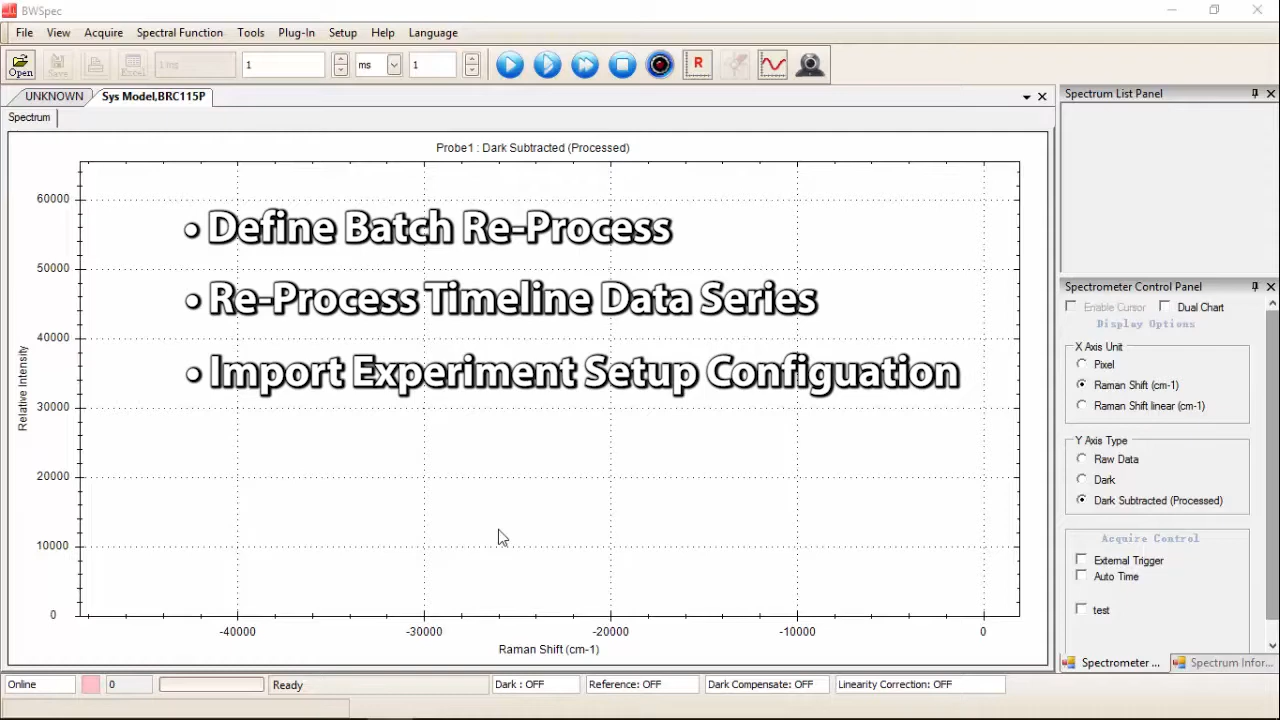 BWSpec
File View Acquire Spectral Function Tools Plug-In Setup Help Language
Open Save Excel 1 ms 1 ms 1 R
UNKNOWN Sys Model,BRC115P
Spectrum
Probe1 : Dark Subtracted (Processed)
• Define Batch Re-Process
• Re-Process Timeline Data Series
• Import Experiment Setup Configuation
Relative Intensity
60000
50000
40000
30000
20000
10000
0
-40000 -30000 -20000 -10000 0
Raman Shift (cm-1)
Spectrum List Panel
Spectrometer Control Panel
Enable Cursor Dual Chart
Display Options
X Axis Unit
Pixel
Raman Shift (cm-1)
Raman Shift linear (cm-1)
Y Axis Type
Raw Data
Dark
Dark Subtracted (Processed)
Acquire Control
External Trigger
Auto Time
test
Spectrometer ... Spectrum Infor...
Online 0 Ready Dark : OFF Reference: OFF Dark Compensate: OFF Linearity Correction: OFF